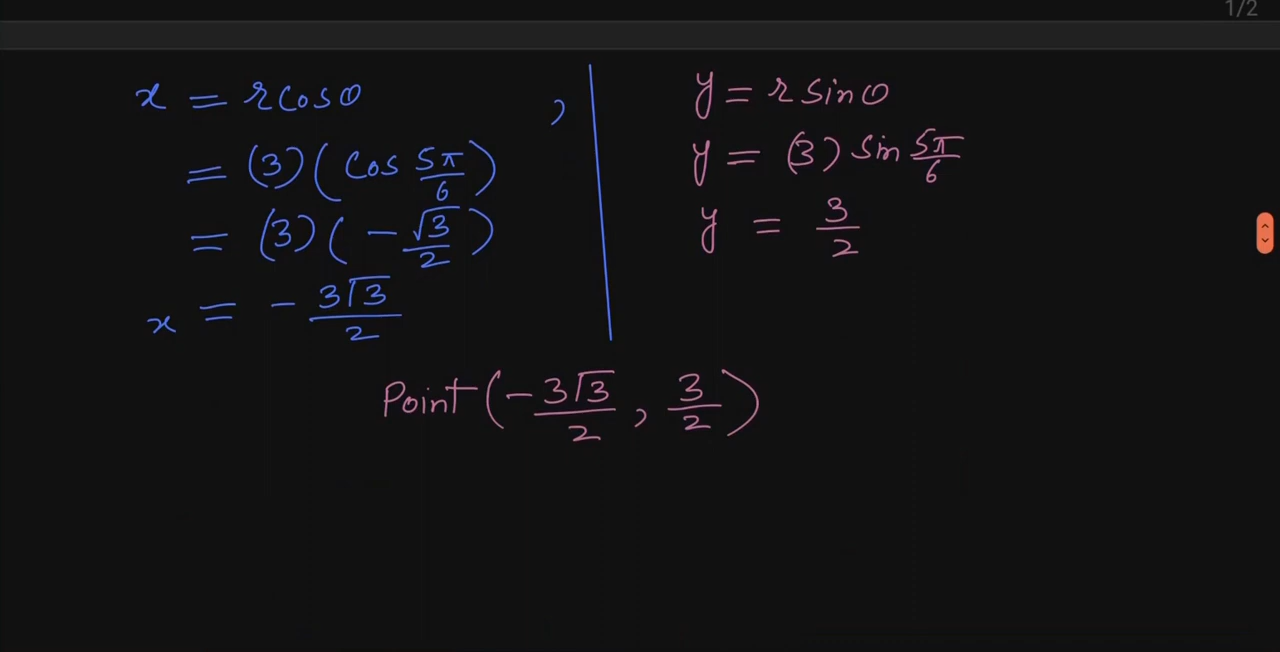 1/2
x = r cos θ ,
= (3) ( cos 5π/6 )
= (3) ( - √3/2 )
x = - 3√3/2
y = r sin θ
y = (3) sin 5π/6
y = 3/2
Point ( - 3√3/2 , 3/2 )